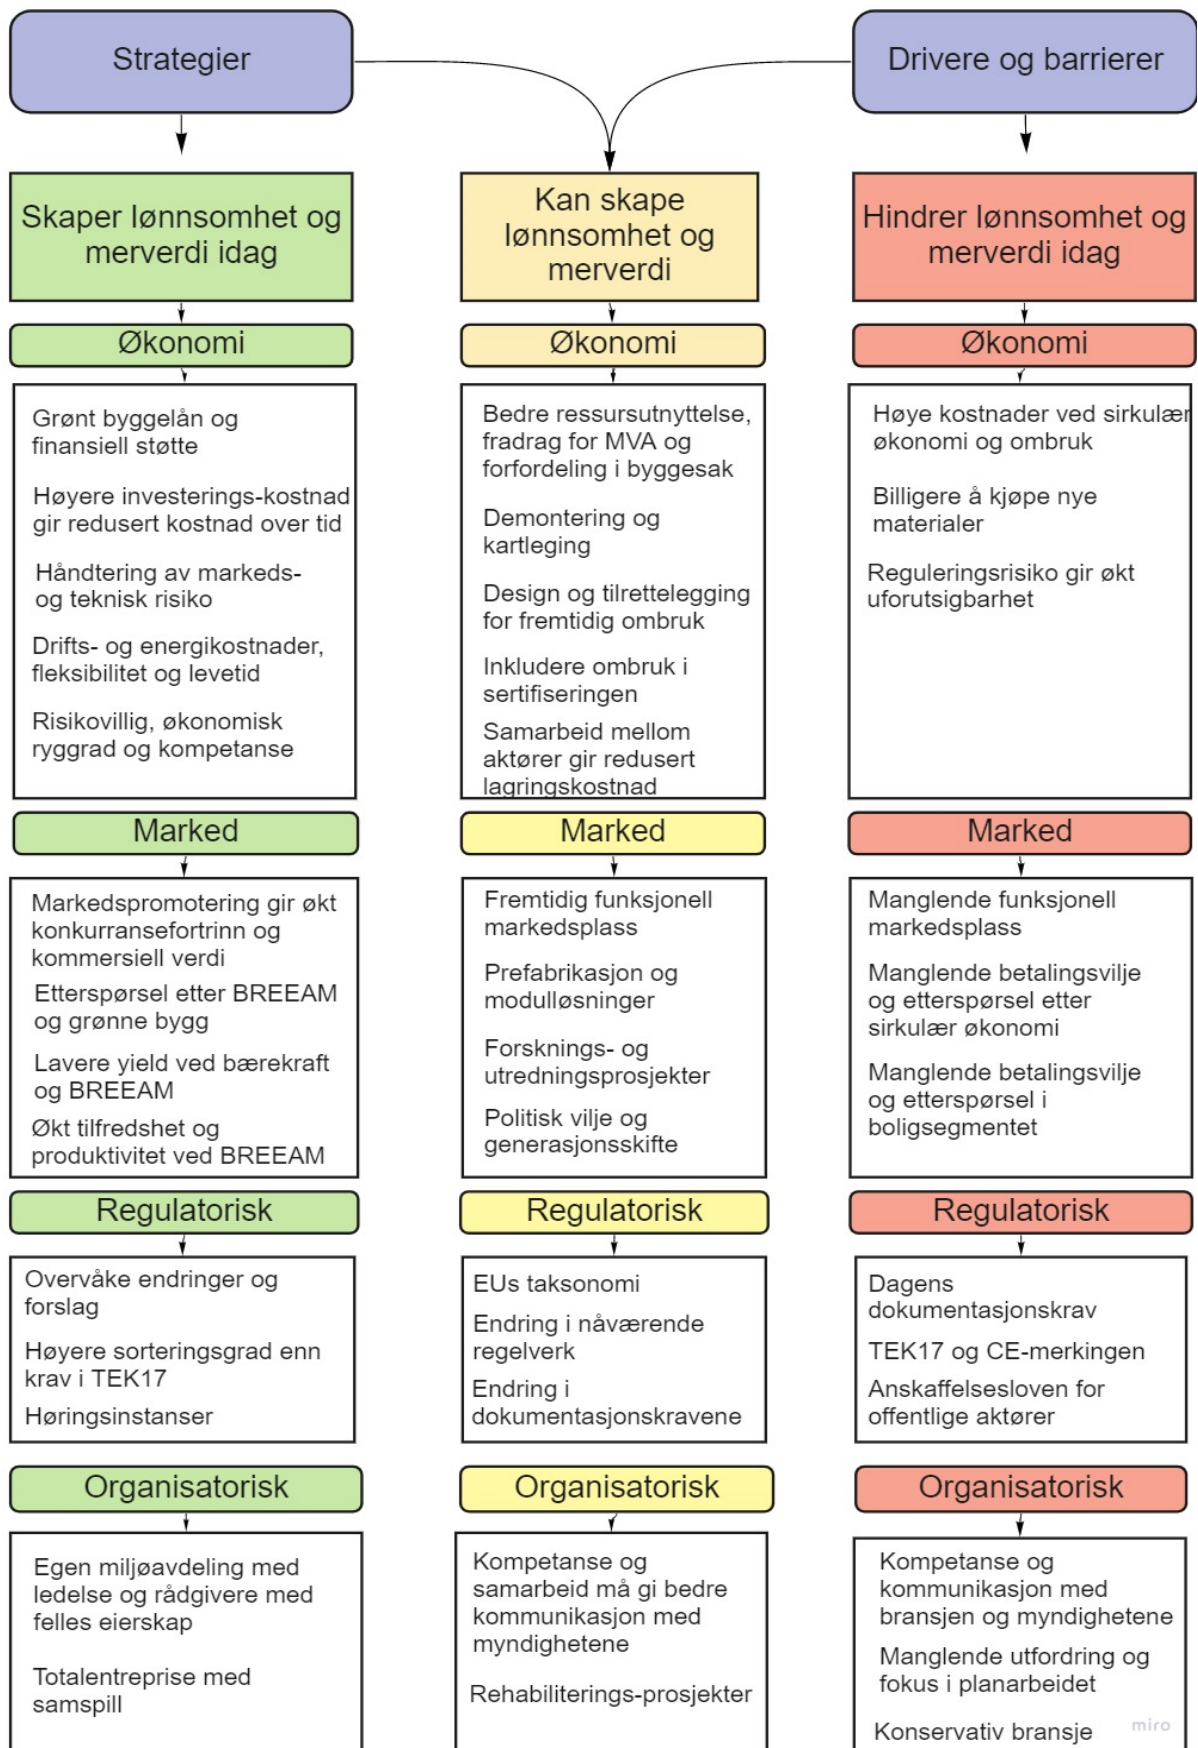 Strategier
Drivere og barrierer
Skaper lønnsomhet og
merverdi idag
Kan skape
lønnsomhet og
merverdi
Hindrer lønnsomhet og
merverdi idag
Økonomi
Økonomi
Økonomi
Grønt byggelån og
finansiell støtte
Høyere investerings-kostnad
gir redusert kostnad over tid
Håndtering av markeds-
og teknisk risiko
Drifts- og energikostnader,
fleksibilitet og levetid
Risikovillig, økonomisk
ryggrad og kompetanse
Bedre ressursutnyttelse,
fradrag for MVA og
forfordeling i byggesak
Demontering og
kartleging
Design og tilrettelegging
for fremtidig ombruk
Inkludere ombruk i
sertifiseringen
Samarbeid mellom
aktører gir redusert
lagringskostnad
Høye kostnader ved sirkulær
økonomi og ombruk
Billigere å kjøpe nye
materialer
Reguleringsrisiko gir økt
uforutsigbarhet
Marked
Marked
Marked
Markedspromotering gir økt
konkurransefortrinn og
kommersiell verdi
Etterspørsel etter BREEAM
og grønne bygg
Lavere yield ved bærekraft
og BREEAM
Økt tilfredshet og
produktivitet ved BREEAM
Fremtidig funksjonell
markedsplass
Prefabrikasjon og
modulløsninger
Forsknings- og
utredningsprosjekter
Politisk vilje og
generasjonsskifte
Manglende funksjonell
markedsplass
Manglende betalingsvilje
og etterspørsel etter
sirkulær økonomi
Manglende betalingsvilje
og etterspørsel i
boligsegmentet
Regulatorisk
Regulatorisk
Regulatorisk
Overvåke endringer og
forslag
Høyere sorteringsgrad enn
krav i TEK17
Høringsinstanser
EUs taksonomi
Endring i nåværende
regelverk
Endring i
dokumentasjonskravene
Dagens
dokumentasjonskrav
TEK17 og CE-merkingen
Anskaffelsesloven for
offentlige aktører
Organisatorisk
Organisatorisk
Organisatorisk
Egen miljøavdeling med
ledelse og rådgivere med
felles eierskap
Totalentreprise med
samspill
Kompetanse og
samarbeid må gi bedre
kommunikasjon med
myndighetene
Rehabiliterings-prosjekter
Kompetanse og
kommunikasjon med
bransjen og myndighetene
Manglende utfordring og
fokus i planarbeidet
Konservativ bransje
miro